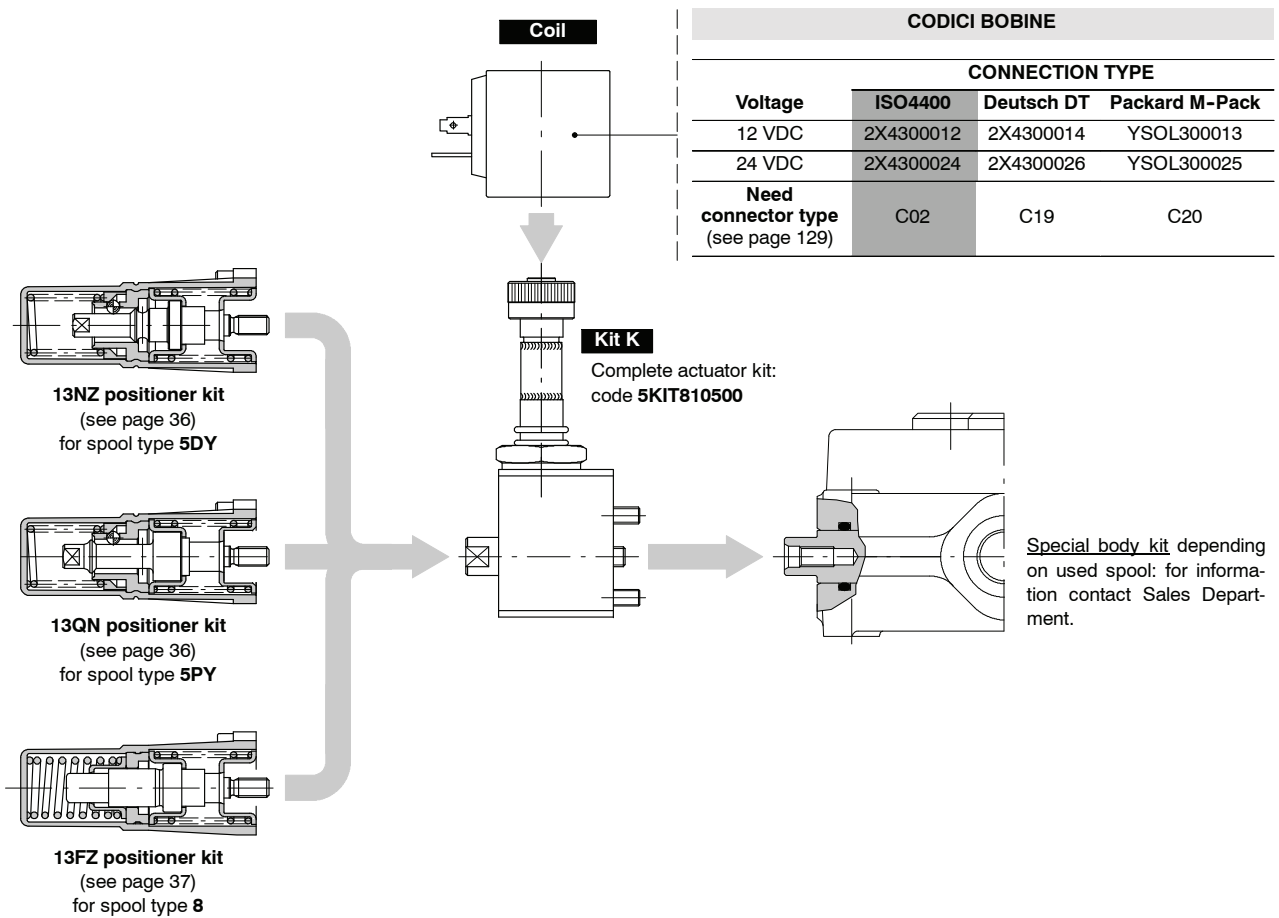 Coil
CODICI BOBINE
CONNECTION TYPE
Voltage ISO4400 Deutsch DT Packard M-Pack
12 VDC 2X4300012 2X4300014 YSOL300013
24 VDC 2X4300024 2X4300026 YSOL300025
Need
connector type
(see page 129)
C02 C19 C20
Kit K
Complete actuator kit:
code 5KIT810500
13NZ positioner kit
(see page 36)
for spool type 5DY
13QN positioner kit
(see page 36)
for spool type 5PY
13FZ positioner kit
(see page 37)
for spool type 8
Special body kit depending
on used spool: for informa-
tion contact Sales Depart-
ment.